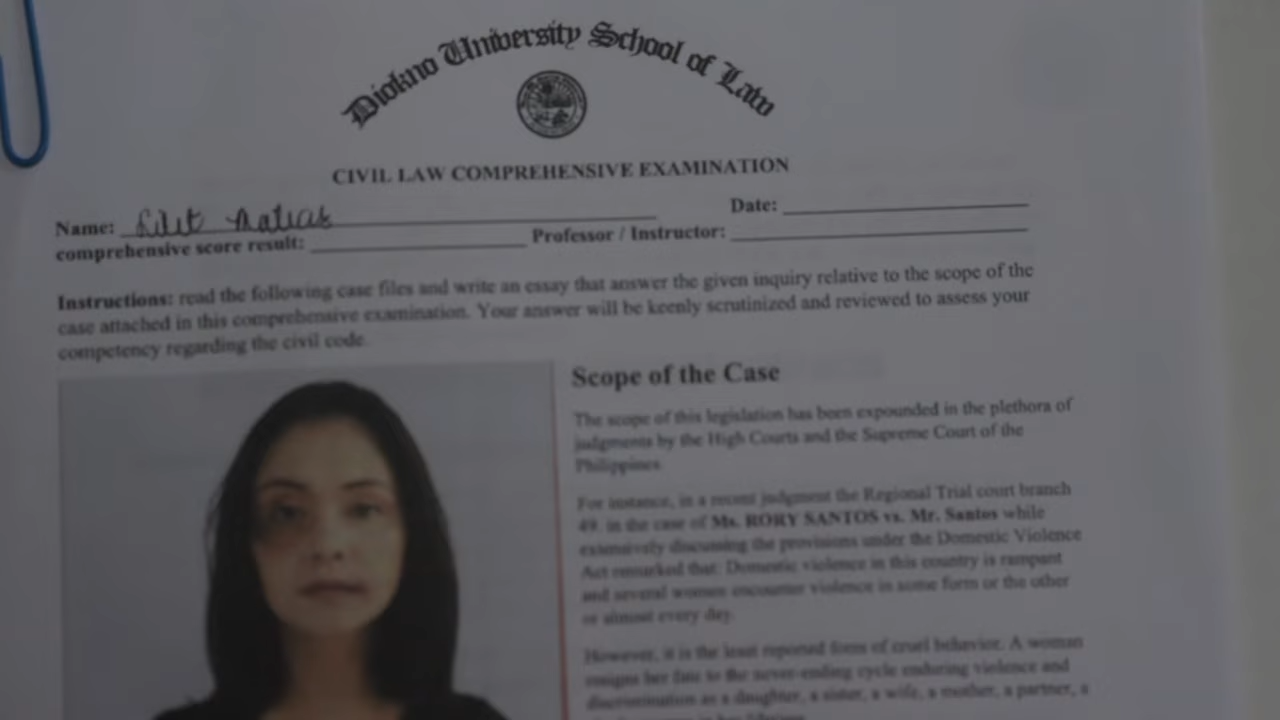 Diokno University School of Law
CIVIL LAW COMPREHENSIVE EXAMINATION
Name: Lilet Matias
Date:
comprehensive score result:
Professor / Instructor:
Instructions: read the following case files and write an essay that answer the given inquiry relative to the scope of the
case attached in this comprehensive examination. Your answer will be keenly scrutinized and reviewed to assess your
competency regarding the civil code
Scope of the Case
The scope of this legislation has been expounded in the plethora of
judgments by the High Courts and the Supreme Court of the
Philippines
For instance, in a recent judgment the Regional Trial court branch
49. in the case of Ms. RORY SANTOS vs. Mr. Santos while
extensively discussing the provisions under the Domestic Violence
Act remarked that: Domestic violence in this country is rampant
and several women encounter violence in some form or the other
or almost every day.
However, it is the least reported form of cruel behavior. A woman
resigns her fate to the never-ending cycle enduring violence and
discrimination as a daughter, a sister, a wife, a mother, a partner, a